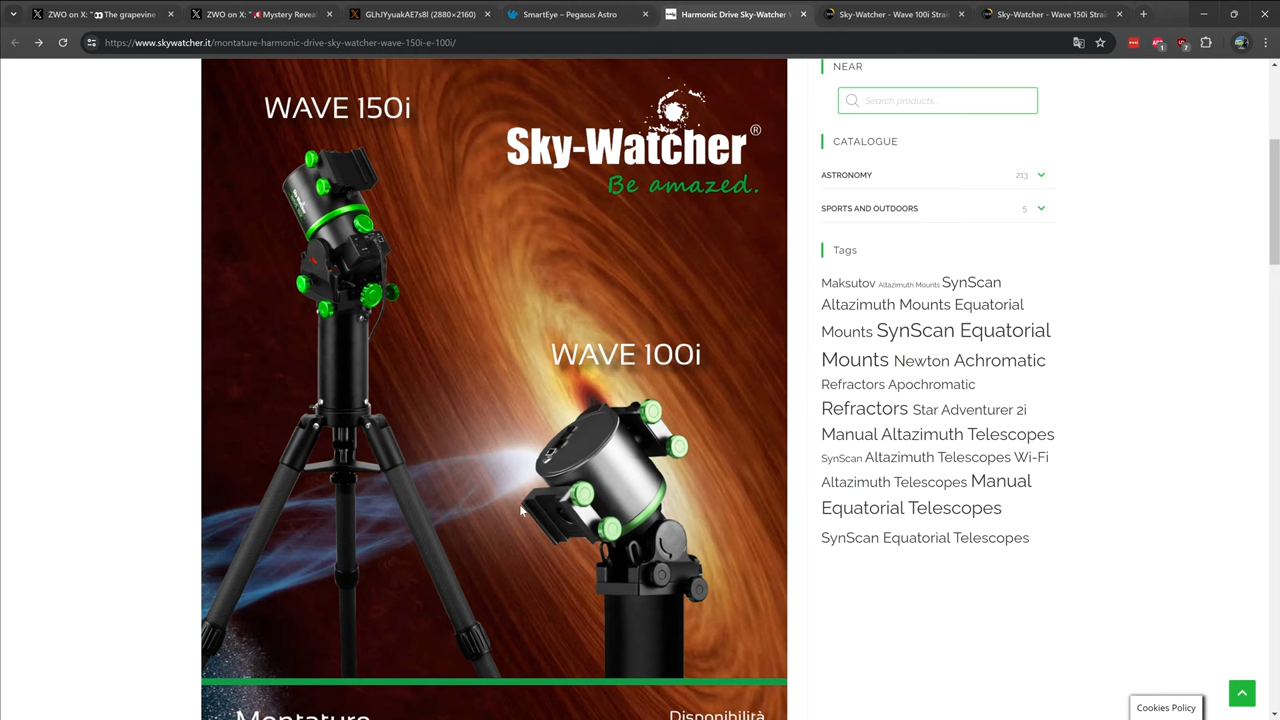 ZWO on X: "👀The grapevine
ZWO on X: "📢Mystery Reveal
GLhJYyuakAE7s8I (2880×2160)
SmartEye – Pegasus Astro
Harmonic Drive Sky-Watcher W
Sky-Watcher - Wave 100i Strai
Sky-Watcher - Wave 150i Strai
https://www.skywatcher.it/montature-harmonic-drive-sky-watcher-wave-150i-e-100i/
WAVE 150i
Sky-Watcher®
Be amazed.
WAVE 100i
Montature
Disponibilità
NEAR
Search products...
CATALOGUE
ASTRONOMY 213
SPORTS AND OUTDOORS 5
Tags
Maksutov Altazimuth Mounts SynScan
Altazimuth Mounts Equatorial
Mounts SynScan Equatorial
Mounts Newton Achromatic
Refractors Apochromatic
Refractors Star Adventurer 2i
Manual Altazimuth Telescopes
SynScan Altazimuth Telescopes Wi-Fi
Altazimuth Telescopes Manual
Equatorial Telescopes
SynScan Equatorial Telescopes
Cookies Policy